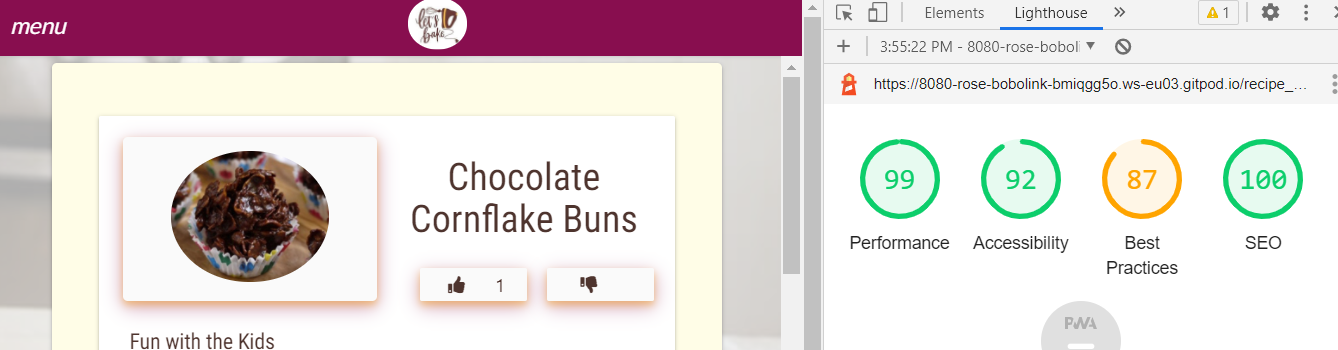 menu
let's
bake
Chocolate
Cornflake Buns
1
Fun with the Kids
Elements
Lighthouse
»
1
3:55:22 PM - 8080-rose-boboli
https://8080-rose-bobolink-bmiqgg5o.ws-eu03.gitpod.io/recipe_...
99
92
87
100
Performance
Accessibility
Best
Practices
SEO
PWA